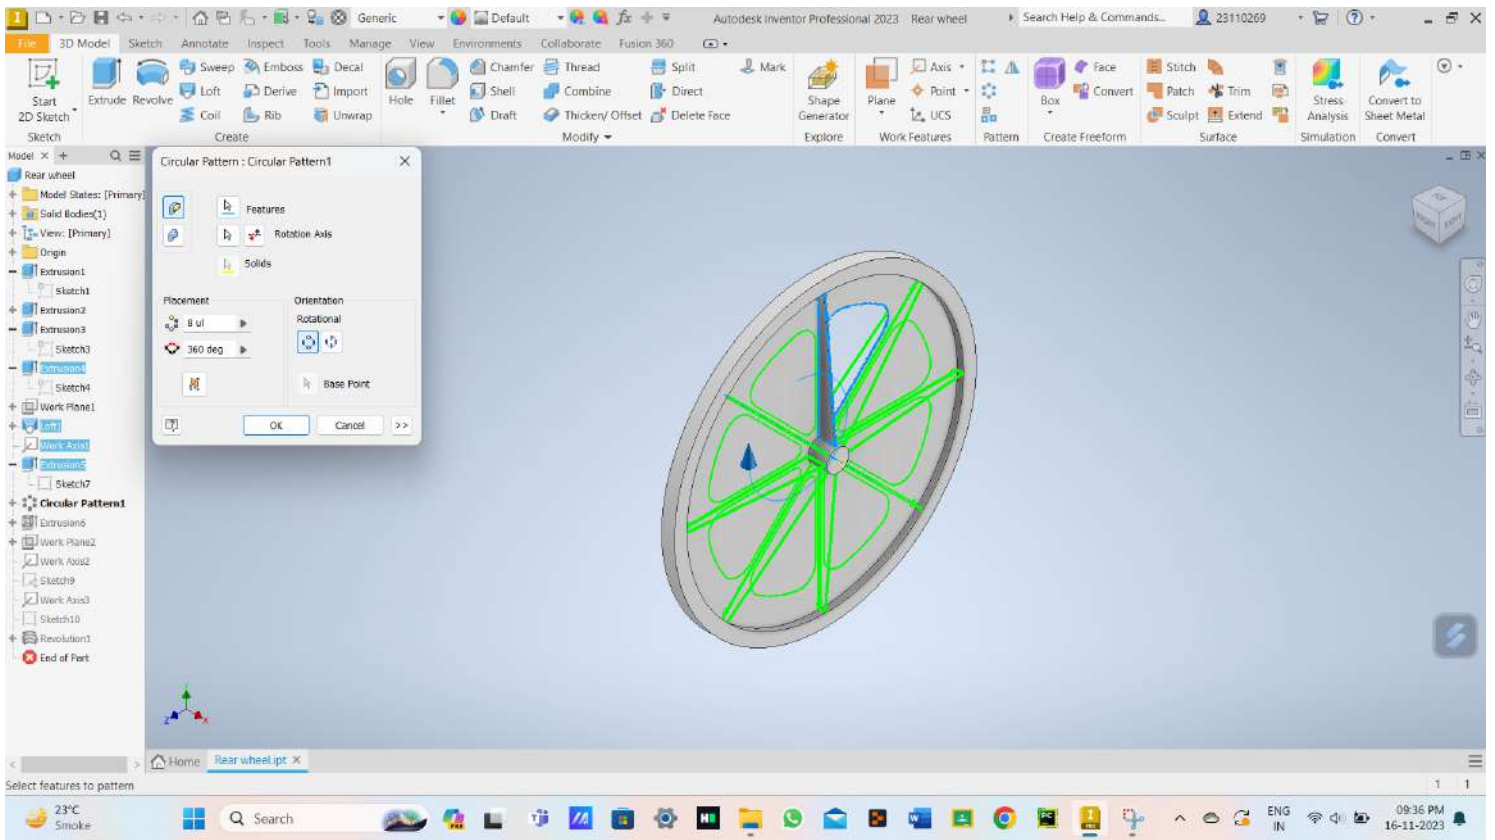 Generic
Default
Autodesk Inventor Professional 2023 Rear wheel
Search Help & Commands...
23110269
File 3D Model Sketch Annotate Inspect Tools Manage View Environments Collaborate Fusion 360
Start
2D Sketch
Extrude Revolve
Sweep Emboss Decal
Loft Derive Import
Coil Rib Unwrap
Hole Fillet
Chamfer Thread Split Mark
Shell Combine Direct
Draft Thicken/ Offset Delete Face
Shape
Generator
Plane
Axis
Point
UCS
Box
Face
Convert
Stitch
Patch Trim
Sculpt Extend
Stress
Analysis
Convert to
Sheet Metal
Sketch Create Modify Explore Work Features Pattern Create Freeform Surface Simulation Convert
Model × +
Rear wheel
Model States: [Primary]
Solid Bodies(1)
View: [Primary]
Origin
Extrusion1
Sketch1
Extrusion2
Extrusion3
Sketch3
Extrusion4
Sketch4
Work Plane1
Loft1
Work Axis1
Extrusion5
Sketch7
Circular Pattern1
Extrusion6
Work Plane2
Work Axis2
Sketch9
Work Axis3
Sketch10
Revolution1
End of Part
Circular Pattern : Circular Pattern1
Features
Rotation Axis
Solids
Placement
8 ul
360 deg
Orientation
Rotational
Base Point
OK Cancel >>
Home Rear wheel.ipt ×
Select features to pattern
1 1
23°C
Smoke
Search
ENG
IN
09:36 PM
16-11-2023